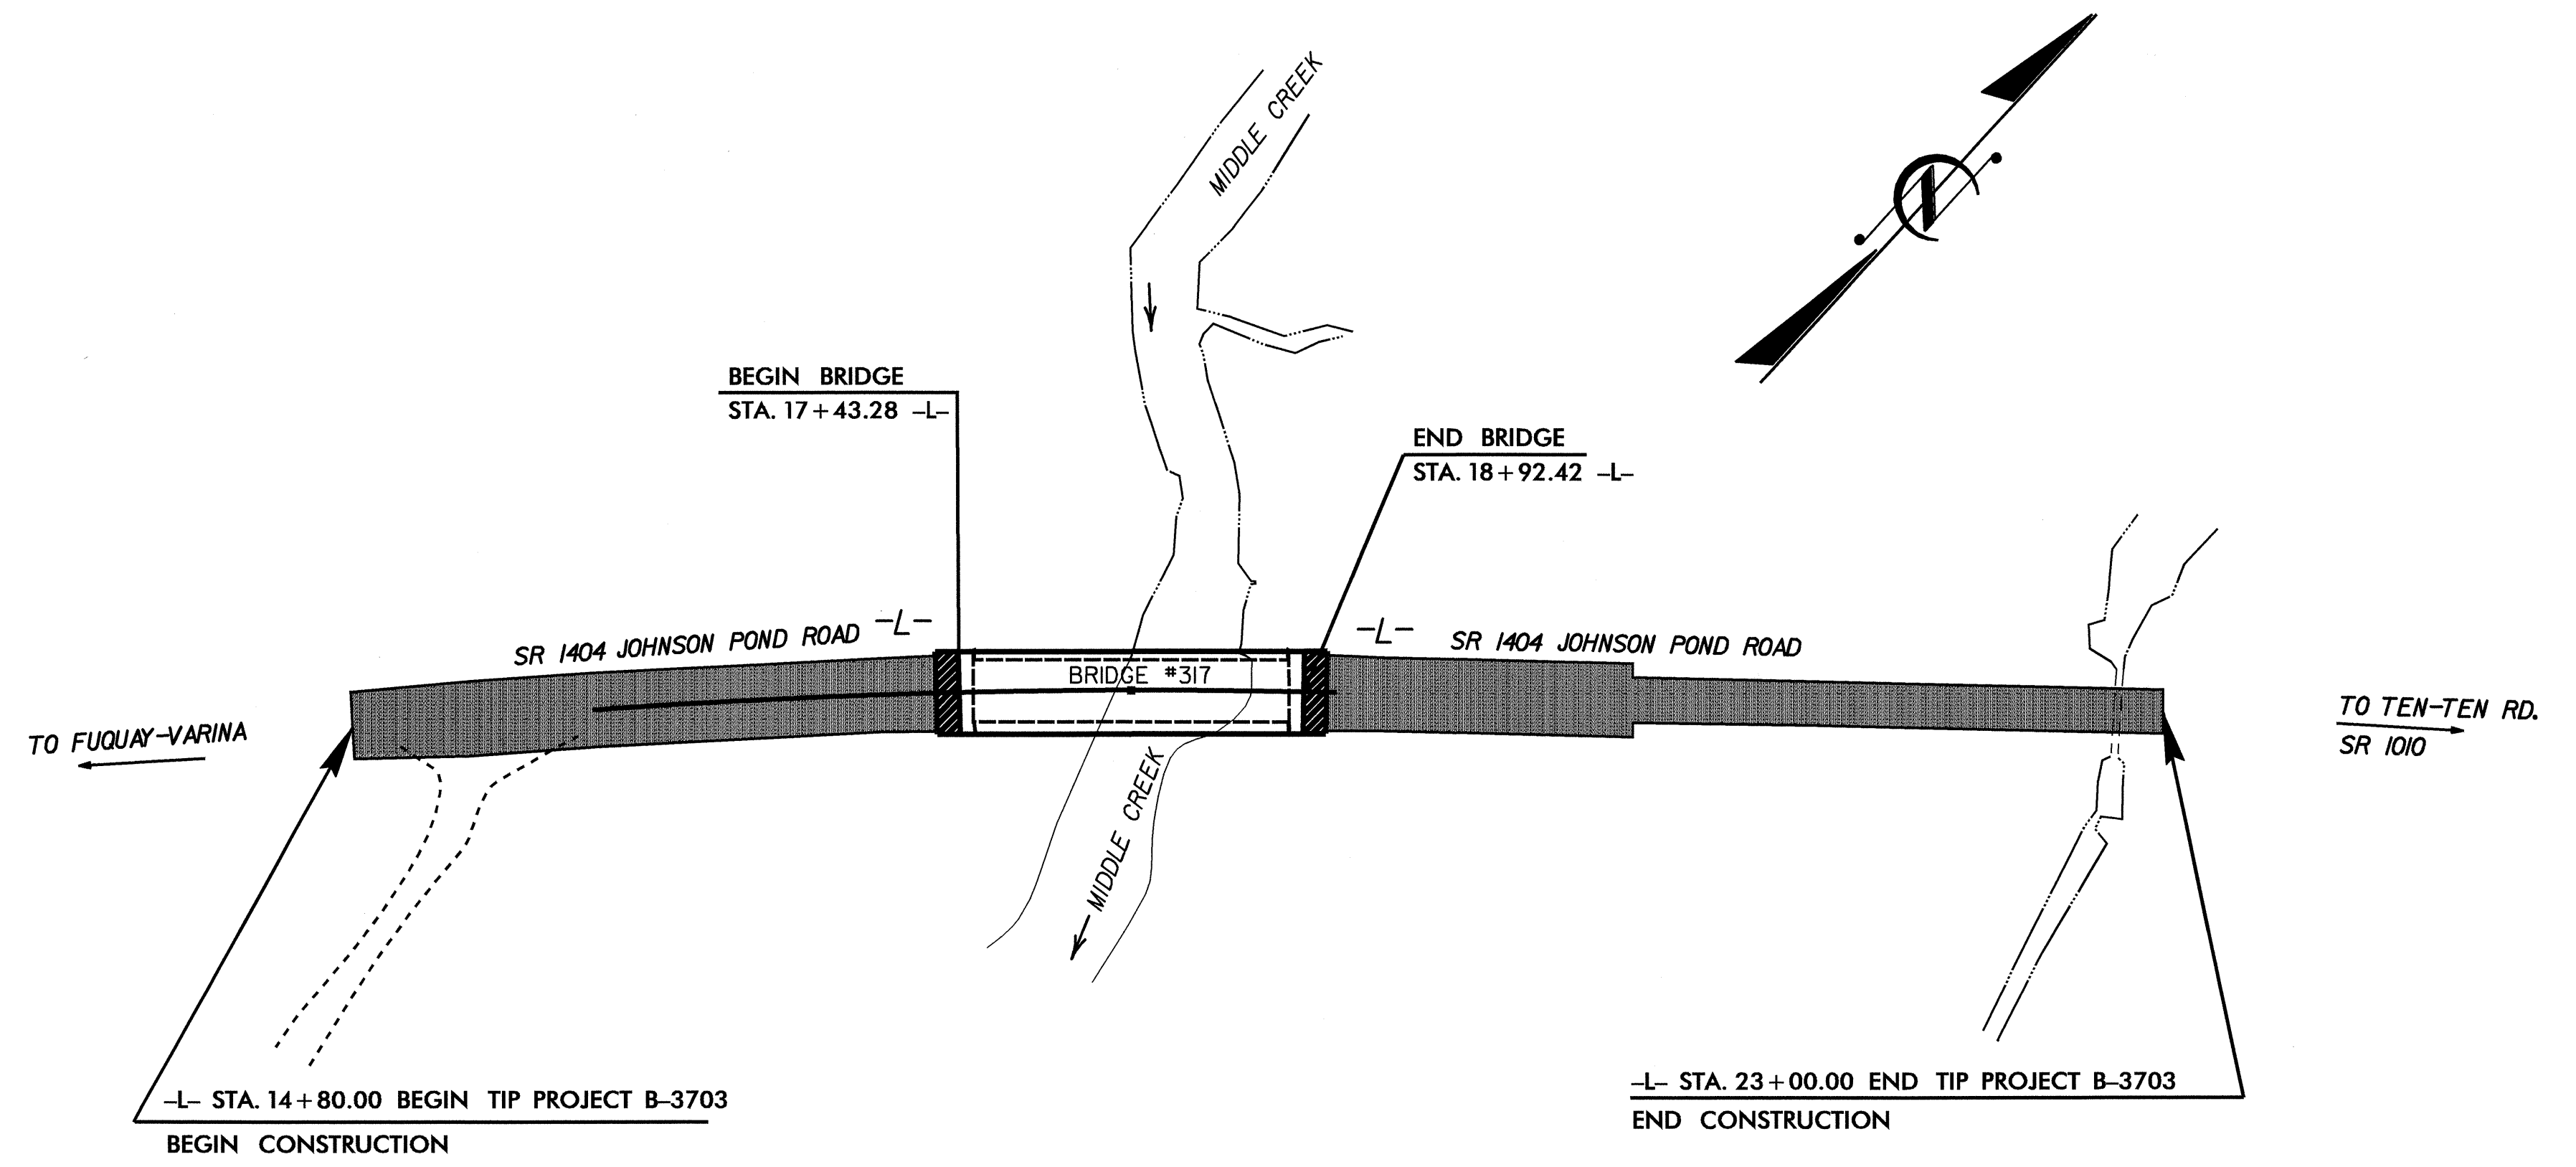 MIDDLE CREEK
N
BEGIN BRIDGE
STA. 17+43.28 -L-
END BRIDGE
STA. 18+92.42 -L-
SR 1404 JOHNSON POND ROAD -L-
-L- SR 1404 JOHNSON POND ROAD
BRIDGE #317
TO FUQUAY-VARINA
TO TEN-TEN RD.
SR 1010
MIDDLE CREEK
-L- STA. 14+80.00 BEGIN TIP PROJECT B-3703
BEGIN CONSTRUCTION
-L- STA. 23+00.00 END TIP PROJECT B-3703
END CONSTRUCTION